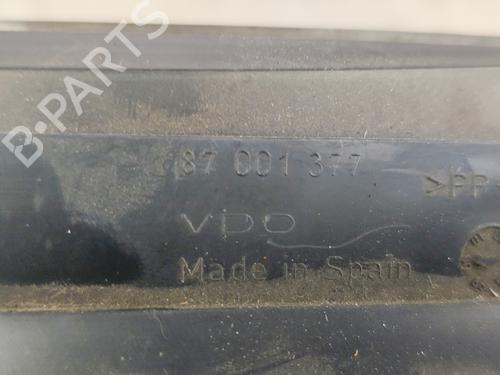 B-PARTS
87 001 377
>PP
VDO
Made in Spain